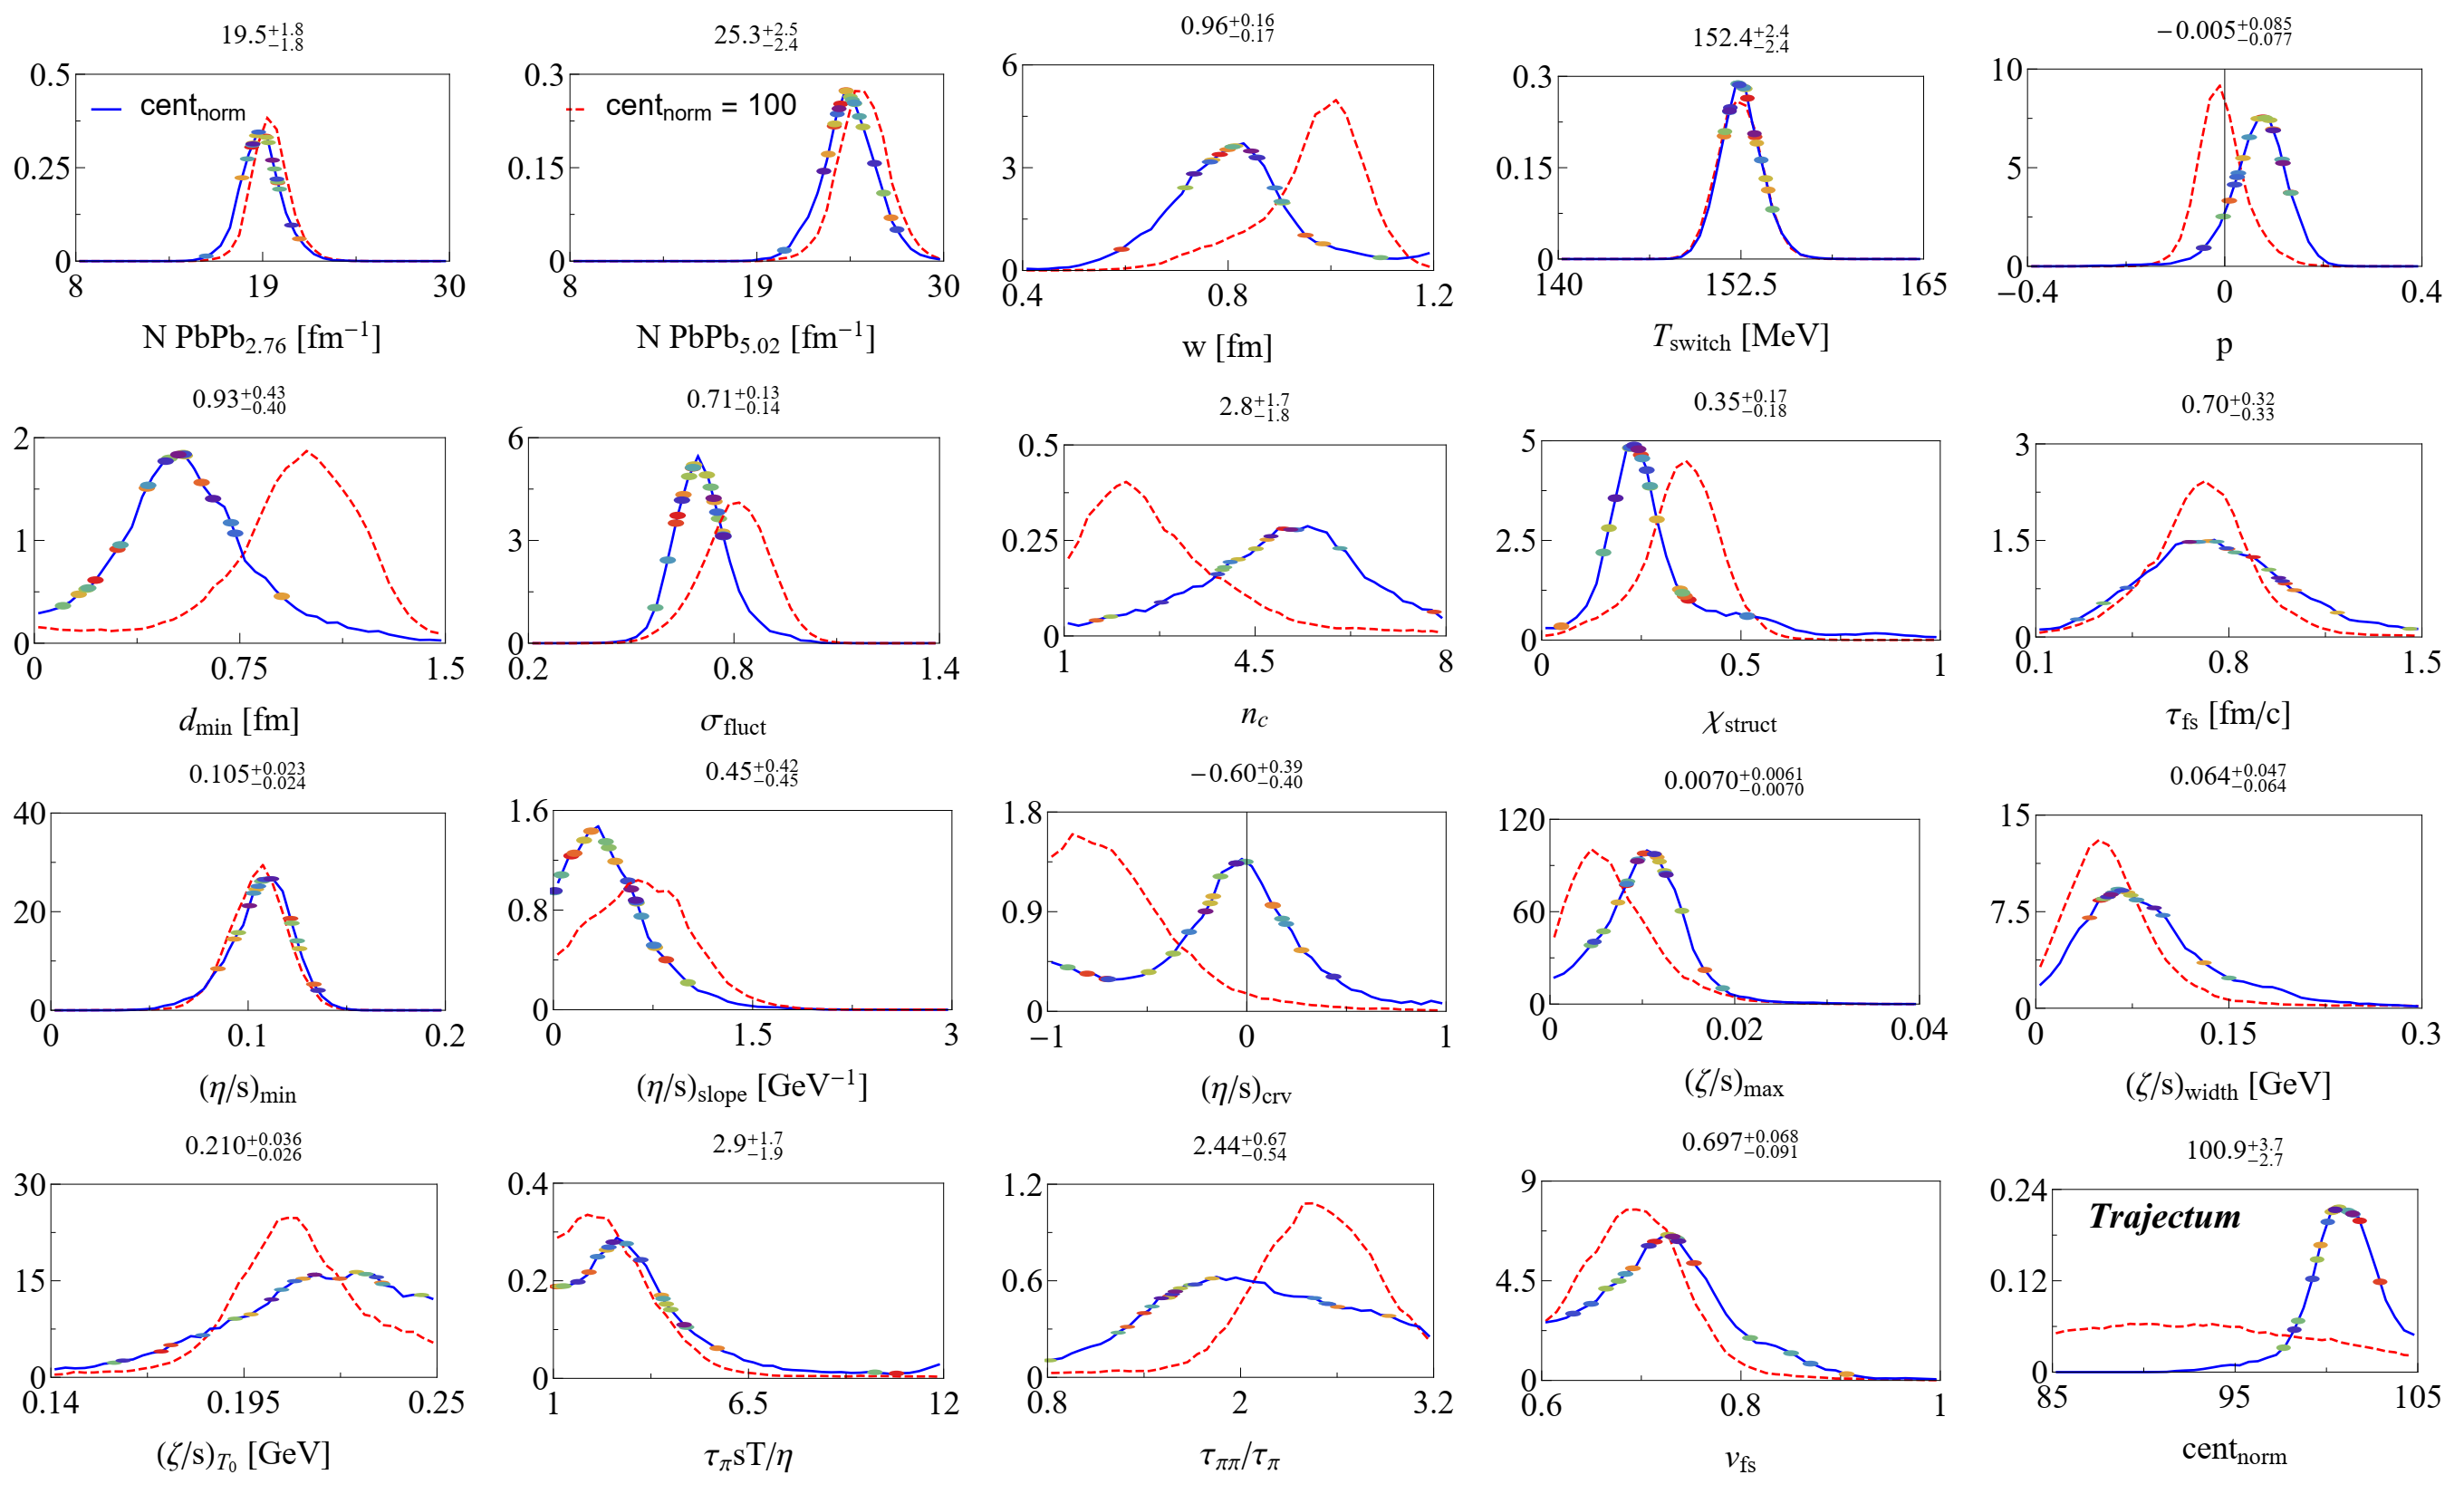 19.5+1.8−1.8
0.5
0.25
0
8 19 30
N PbPb2.76 [fm−1]
centnorm
25.3+2.5−2.4
0.3
0.15
0
8 19 30
N PbPb5.02 [fm−1]
centnorm = 100
0.96+0.16−0.17
6
3
0
0.4 0.8 1.2
w [fm]
152.4+2.4−2.4
0.3
0.15
0
140 152.5 165
Tswitch [MeV]
−0.005+0.085−0.077
10
5
0
−0.4 0 0.4
p
0.93+0.43−0.40
2
1
0
0 0.75 1.5
dmin [fm]
0.71+0.13−0.14
6
3
0
0.2 0.8 1.4
σfluct
2.8+1.7−1.8
0.5
0.25
0
1 4.5 8
nc
0.35+0.17−0.18
5
2.5
0
0 0.5 1
χstruct
0.70+0.32−0.33
3
1.5
0
0.1 0.8 1.5
τfs [fm/c]
0.105+0.023−0.024
40
20
0
0 0.1 0.2
(η/s)min
0.45+0.42−0.45
1.6
0.8
0
0 1.5 3
(η/s)slope [GeV−1]
−0.60+0.39−0.40
1.8
0.9
0
−1 0 1
(η/s)crv
0.0070+0.0061−0.0070
120
60
0
0 0.02 0.04
(ζ/s)max
0.064+0.047−0.064
15
7.5
0
0 0.15 0.3
(ζ/s)width [GeV]
0.210+0.036−0.026
30
15
0
0.14 0.195 0.25
(ζ/s)T0 [GeV]
2.9+1.7−1.9
0.4
0.2
0
1 6.5 12
τπsT/η
2.44+0.67−0.54
1.2
0.6
0
0.8 2 3.2
τππ/τπ
0.697+0.068−0.091
9
4.5
0
0.6 0.8 1
vfs
100.9+3.7−2.7
0.24
0.12
0
85 95 105
centnorm
Trajectum